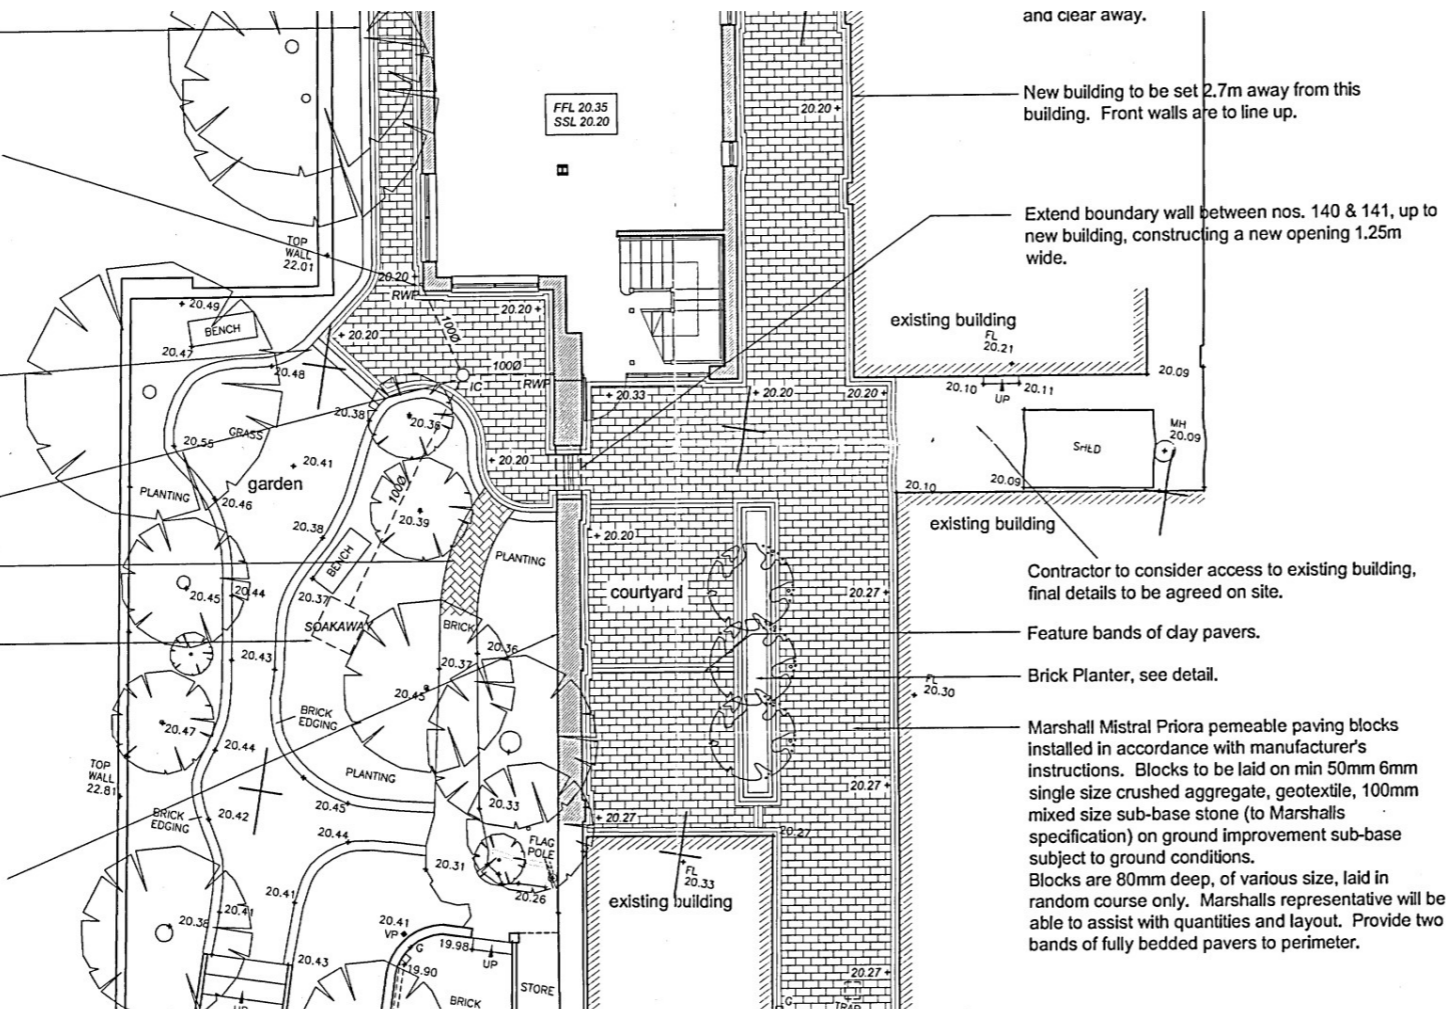 and clear away.
New building to be set 2.7m away from this
building. Front walls are to line up.
Extend boundary wall between nos. 140 & 141, up to
new building, constructing a new opening 1.25m
wide.
Contractor to consider access to existing building,
final details to be agreed on site.
Feature bands of clay pavers.
Brick Planter, see detail.
Marshall Mistral Priora pemeable paving blocks
installed in accordance with manufacturer's
instructions. Blocks to be laid on min 50mm 6mm
single size crushed aggregate, geotextile, 100mm
mixed size sub-base stone (to Marshalls
specification) on ground improvement sub-base
subject to ground conditions.
Blocks are 80mm deep, of various size, laid in
random course only. Marshalls representative will be
able to assist with quantities and layout. Provide two
bands of fully bedded pavers to perimeter.
FFL 20.35
SSL 20.20
20.20
TOP
WALL
22.01
20.20
RWP
20.20
20.49
BENCH
20.47
20.20
100Ø
20.48
100Ø
IC
RWP
20.33
20.20
20.20
existing building
FL
20.21
20.10
UP
20.11
20.09
SHED
MH
20.09
20.09
20.10
existing building
20.38
20.38
GRASS
20.55
20.41
garden
20.46
PLANTING
20.20
100Ø
20.39
20.38
BENCH
PLANTING
20.20
courtyard
20.27
20.45
20.44
20.37
SOAKAWAY
BRICK
20.36
20.43
20.37
20.45
FL
20.30
BRICK
EDGING
20.47
20.44
PLANTING
TOP
WALL
22.81
BRICK
EDGING
20.42
20.45
20.33
20.27
20.27
20.27
20.44
FLAG
POLE
20.31
FL
20.33
20.26
existing building
20.41
20.41
20.38
20.41
VP
G
19.98
UP
20.43
19.90
BRICK
STORE
20.27
G
TRAP
UP